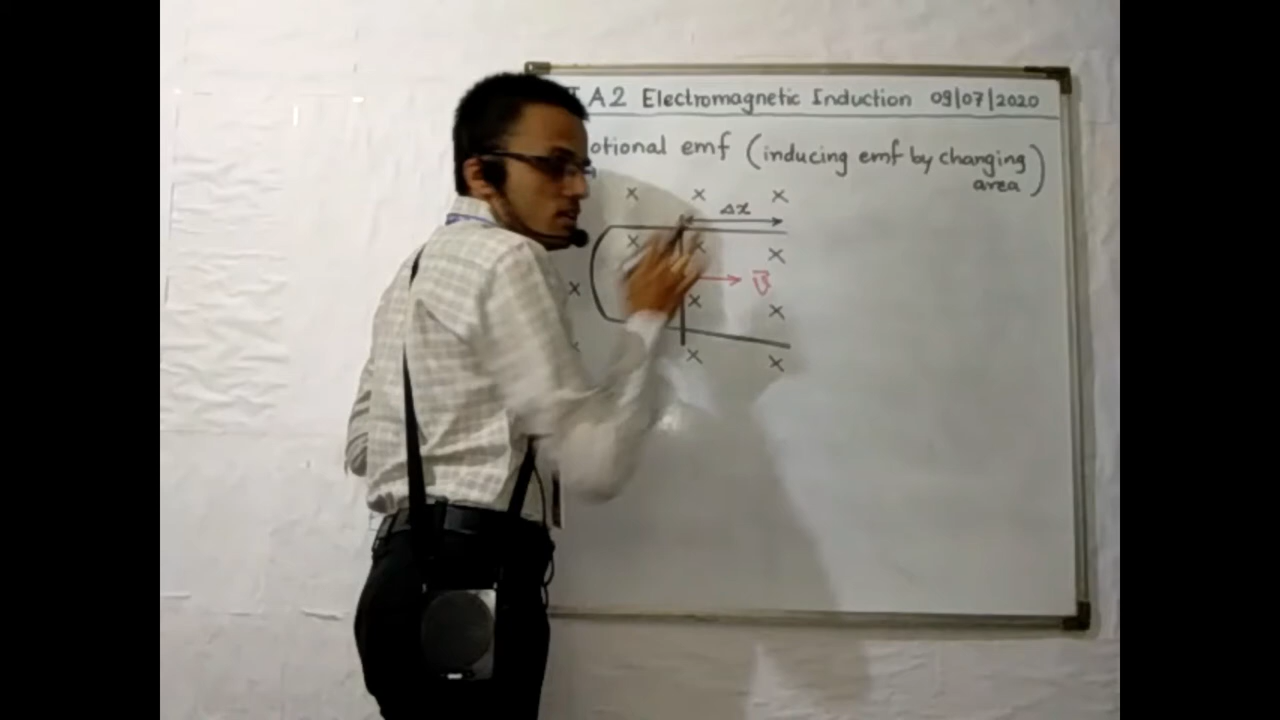 A2 Electromagnetic Induction 09/07/2020
otional emf (inducing emf by changing
area)
Δx
v⃗